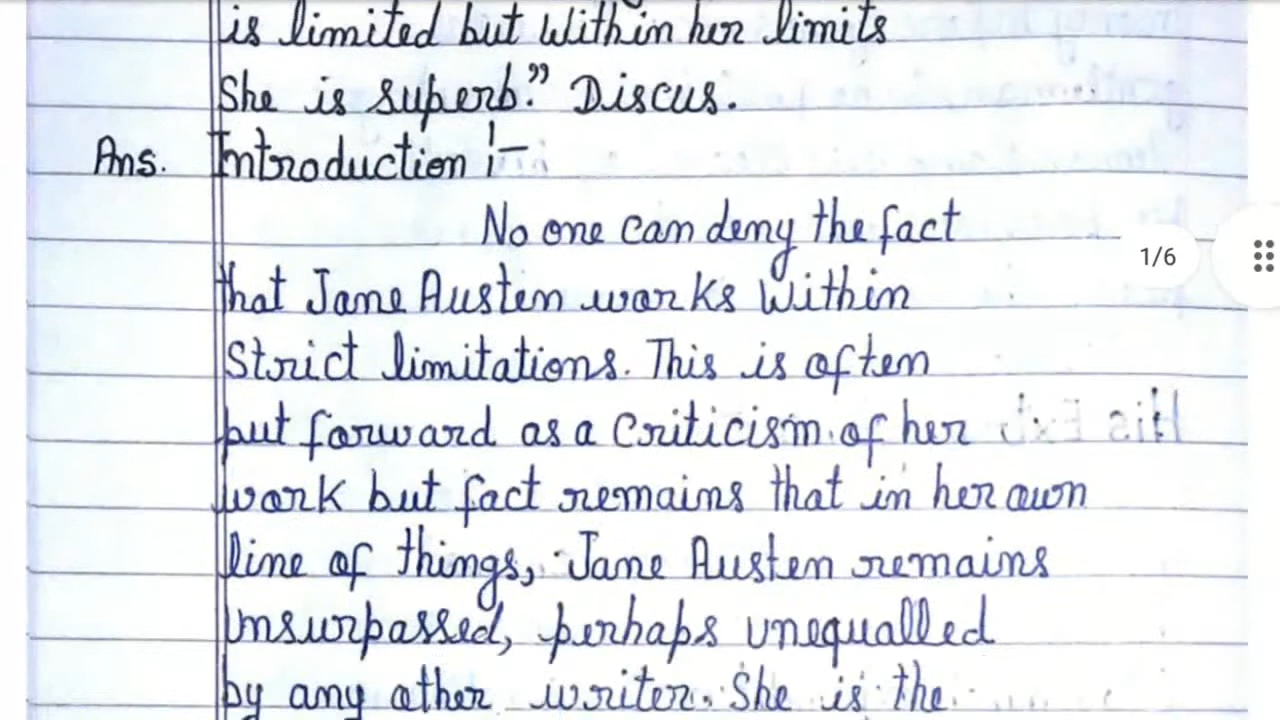 is limited but within her limits
She is superb." Discus.
Ans. Introduction :-
No one can deny the fact
that Jane Austen works within
Strict limitations. This is often
put forward as a criticism of her
work but fact remains that in her own
line of things, Jane Austen remains
unsurpassed, perhaps unequalled
by any other writer. She is the
1/6